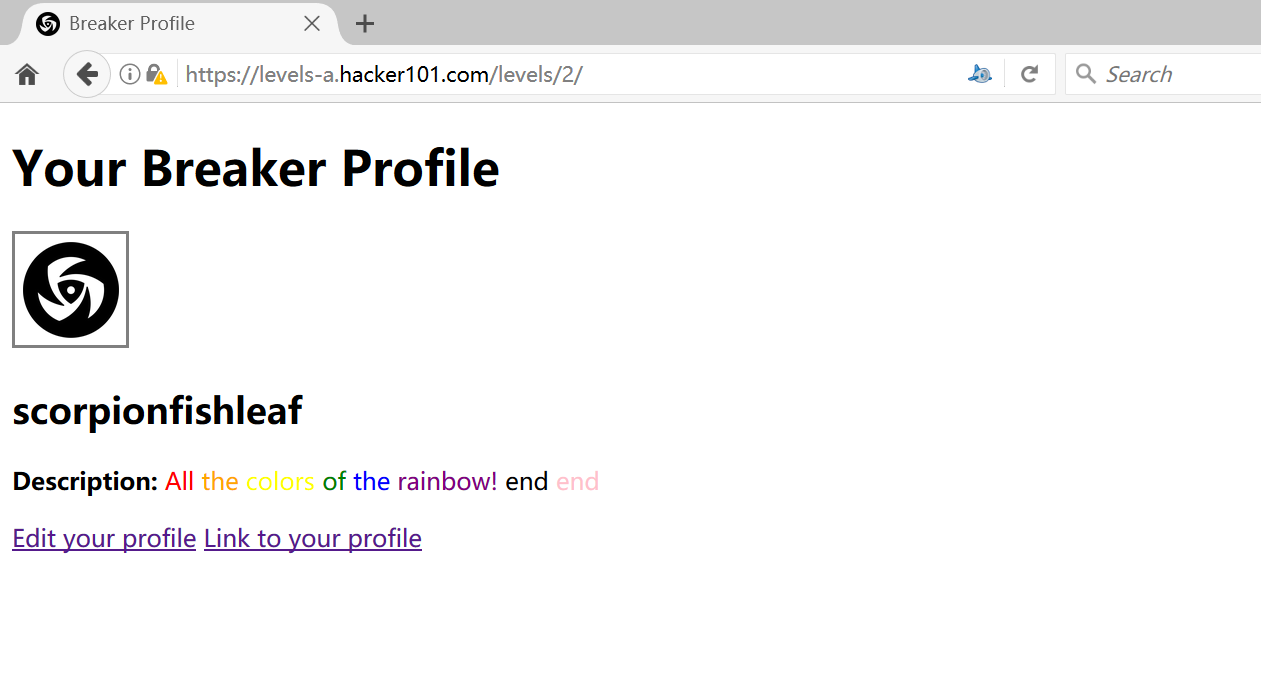 Breaker Profile
https://levels-a.hacker101.com/levels/2/
Search
Your Breaker Profile
scorpionfishleaf
Description: All the colors of the rainbow! end end
Edit your profile Link to your profile